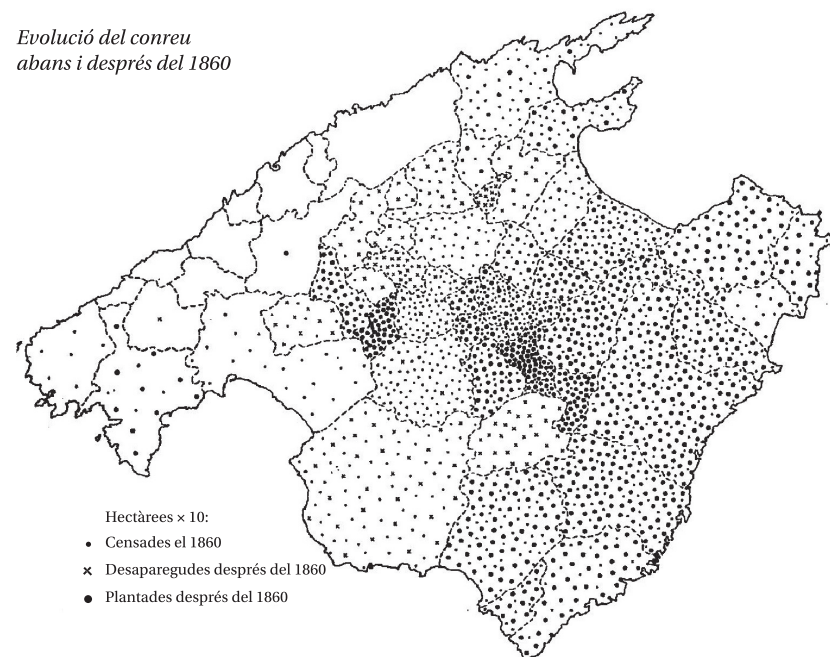 Evolució del conreu
abans i després del 1860
Hectàrees × 10:
Censades el 1860
Desaparegudes després del 1860
Plantades després del 1860